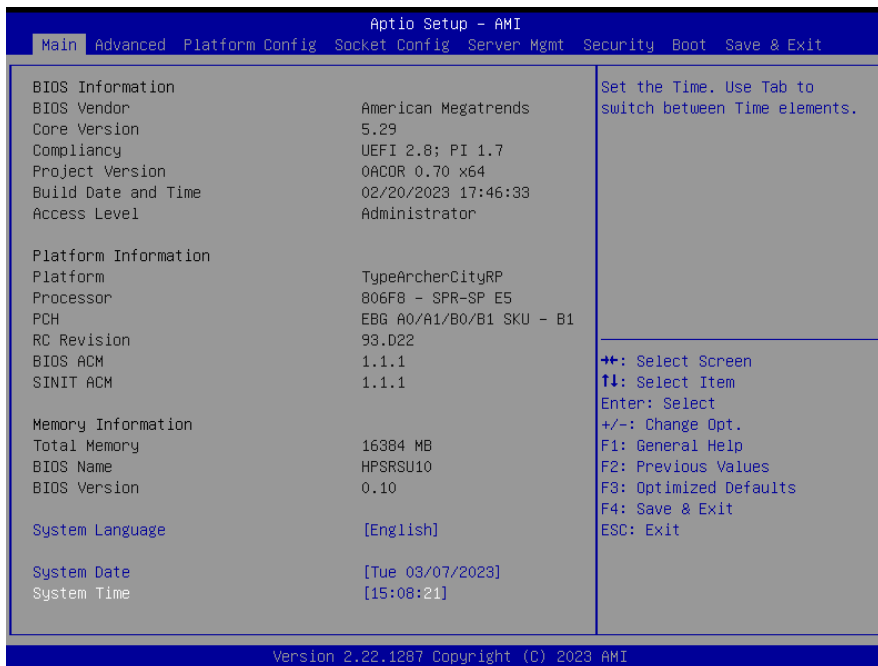 Aptio Setup – AMI
Main Advanced Platform Config Socket Config Server Mgmt Security Boot Save & Exit
BIOS Information
BIOS Vendor American Megatrends
Core Version 5.29
Compliancy UEFI 2.8; PI 1.7
Project Version 0ACOR 0.70 x64
Build Date and Time 02/20/2023 17:46:33
Access Level Administrator
Platform Information
Platform TypeArcherCityRP
Processor 806F8 – SPR-SP E5
PCH EBG A0/A1/B0/B1 SKU – B1
RC Revision 93.D22
BIOS ACM 1.1.1
SINIT ACM 1.1.1
Memory Information
Total Memory 16384 MB
BIOS Name HPSRSU10
BIOS Version 0.10
System Language [English]
System Date [Tue 03/07/2023]
System Time [15:08:21]
Set the Time. Use Tab to
switch between Time elements.
→←: Select Screen
↑↓: Select Item
Enter: Select
+/-: Change Opt.
F1: General Help
F2: Previous Values
F3: Optimized Defaults
F4: Save & Exit
ESC: Exit
Version 2.22.1287 Copyright (C) 2023 AMI